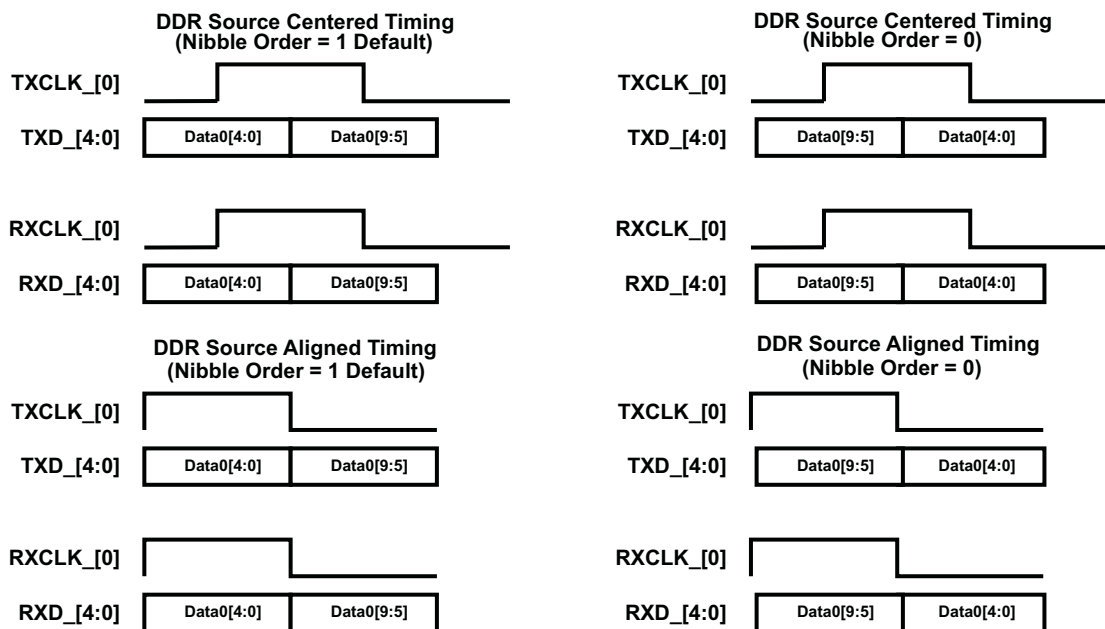 DDR Source Centered Timing
(Nibble Order = 1 Default)
TXCLK_[0]
TXD_[4:0] Data0[4:0] Data0[9:5]
RXCLK_[0]
RXD_[4:0] Data0[4:0] Data0[9:5]
DDR Source Centered Timing
(Nibble Order = 0)
TXCLK_[0]
TXD_[4:0] Data0[9:5] Data0[4:0]
RXCLK_[0]
RXD_[4:0] Data0[9:5] Data0[4:0]
DDR Source Aligned Timing
(Nibble Order = 1 Default)
TXCLK_[0]
TXD_[4:0] Data0[4:0] Data0[9:5]
RXCLK_[0]
RXD_[4:0] Data0[4:0] Data0[9:5]
DDR Source Aligned Timing
(Nibble Order = 0)
TXCLK_[0]
TXD_[4:0] Data0[9:5] Data0[4:0]
RXCLK_[0]
RXD_[4:0] Data0[9:5] Data0[4:0]